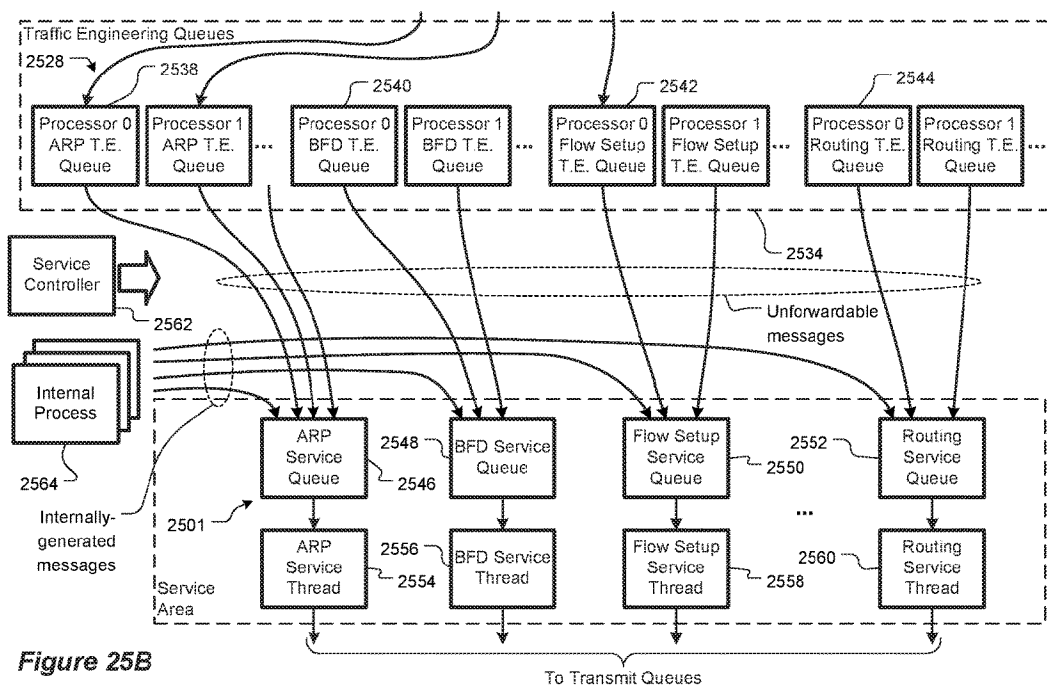 Traffic Engineering Queues
2528
2538
2540
2542
2544
Processor 0
ARP T.E.
Queue
Processor 1
ARP T.E.
Queue
...
Processor 0
BFD T.E.
Queue
Processor 1
BFD T.E.
Queue
...
Processor 0
Flow Setup
T.E. Queue
Processor 1
Flow Setup
T.E. Queue
...
Processor 0
Routing T.E.
Queue
Processor 1
Routing T.E.
Queue
...
2534
Service
Controller
2562
Unforwardable
messages
Internal
Process
2564
Internally-
generated
messages
2501
ARP
Service
Queue
2546
2548
BFD Service
Queue
Flow Setup
Service
Queue
2550
2552
Routing
Service
Queue
...
ARP
Service
Thread
2554
2556
BFD Service
Thread
Flow Setup
Service
Thread
2558
2560
Routing
Service
Thread
Service
Area
Figure 25B
To Transmit Queues